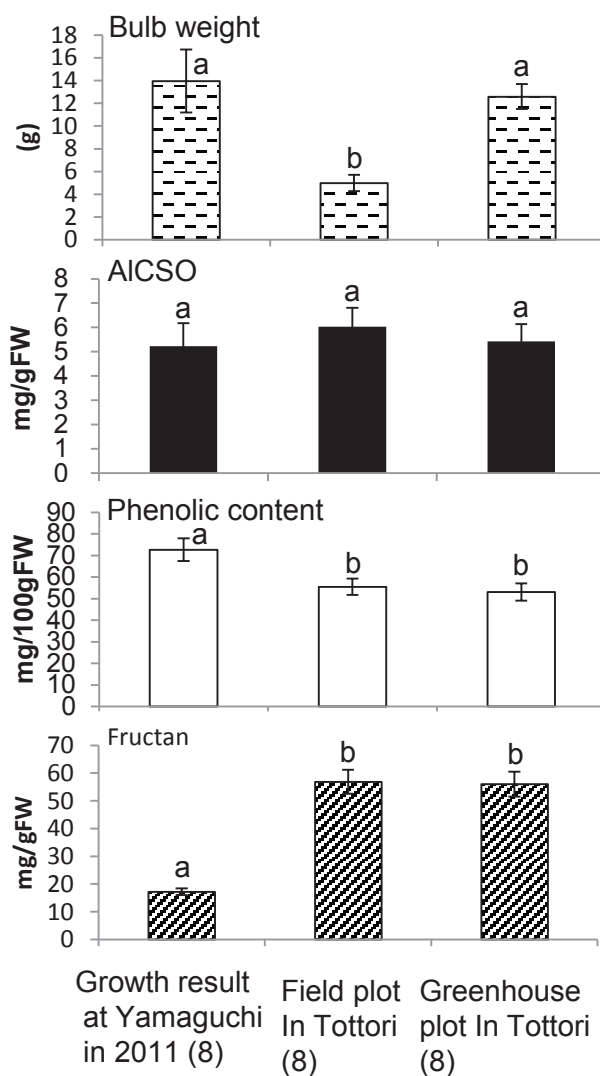 Bulb weight
18
16
14
12
10
8
6
4
2
0
(g)
a
b
a
AlCSO
8
7
6
5
4
3
2
1
0
mg/gFW
a
a
a
Phenolic content
90
80
70
60
50
40
30
20
10
0
mg/100gFW
a
b
b
Fructan
70
60
50
40
30
20
10
0
mg/gFW
a
b
b
Growth result
at Yamaguchi
in 2011 (8)
Field plot
In Tottori
(8)
Greenhouse
plot In Tottori
(8)